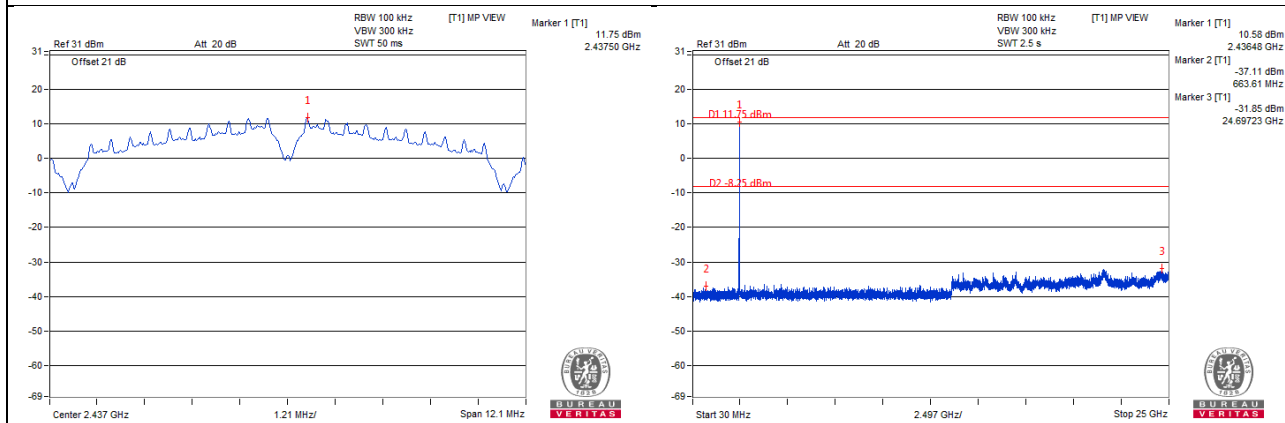 RBW 100 kHz [T1] MP VIEW
VBW 300 kHz
SWT 50 ms
Ref 31 dBm Att 20 dB
Marker 1 [T1]
11.75 dBm
2.43750 GHz
31
Offset 21 dB
20
1
10
0
-10
-20
-30
-40
-50
-60
-69
Center 2.437 GHz 1.21 MHz/ Span 12.1 MHz
BUREAU VERITAS
1828
BUREAU
VERITAS
RBW 100 kHz [T1] MP VIEW
VBW 300 kHz
SWT 2.5 s
Ref 31 dBm Att 20 dB
Marker 1 [T1]
10.58 dBm
2.43648 GHz
Marker 2 [T1]
-37.11 dBm
663.61 MHz
Marker 3 [T1]
-31.85 dBm
24.69723 GHz
31
Offset 21 dB
20
1
D1 11.75 dBm
10
0
D2 -8.25 dBm
-10
-20
3
2
-30
-40
-50
-60
-69
Start 30 MHz 2.497 GHz/ Stop 25 GHz
BUREAU VERITAS
1828
BUREAU
VERITAS